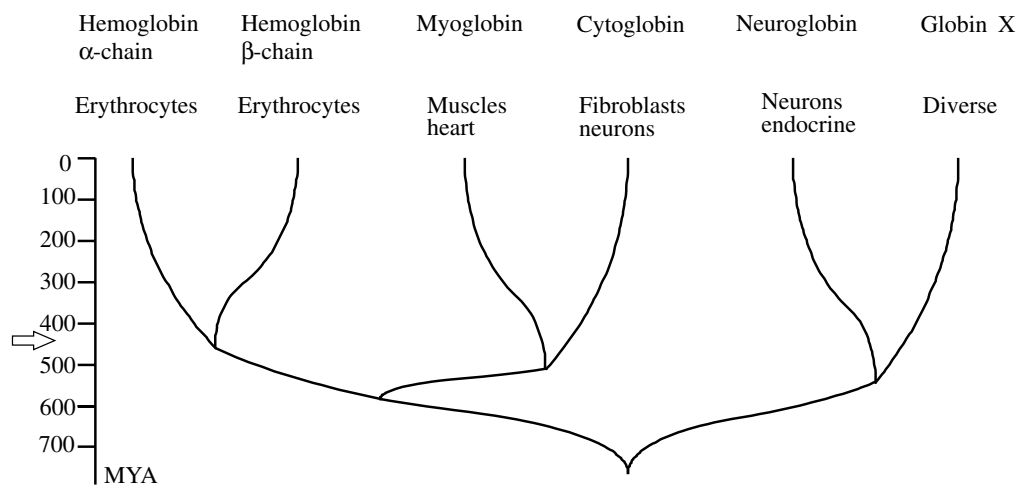 Hemoglobin Hemoglobin Myoglobin Cytoglobin Neuroglobin Globin X
α-chain β-chain
Erythrocytes Erythrocytes Muscles Fibroblasts Neurons Diverse
heart neurons endocrine
0
100
200
300
400
500
600
700
MYA